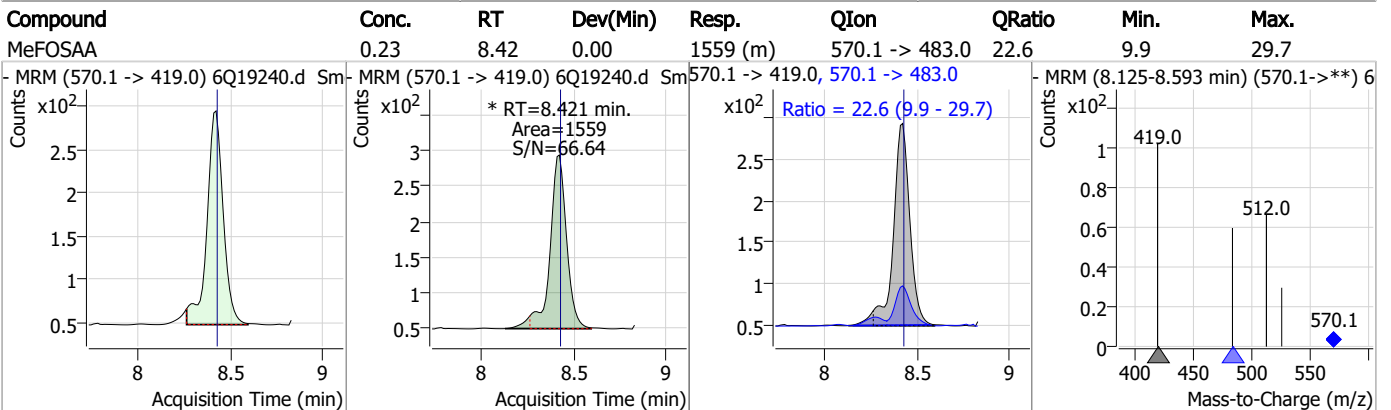 Compound Conc. RT Dev(Min) Resp. QIon QRatio Min. Max.
MeFOSAA 0.23 8.42 0.00 1559 (m) 570.1 -> 483.0 22.6 9.9 29.7
- MRM (570.1 -> 419.0) 6Q19240.d Sm
Counts
x10²
2.5
2
1.5
1
0.5
8 8.5 9
Acquisition Time (min)
- MRM (570.1 -> 419.0) 6Q19240.d Sm
Counts
x10²
* RT=8.421 min.
Area=1559
S/N=66.64
3
2.5
2
1.5
1
0.5
8 8.5 9
Acquisition Time (min)
570.1 -> 419.0, 570.1 -> 483.0
x10²
Ratio = 22.6 (9.9 - 29.7)
2.5
2
1.5
1
0.5
8 8.5 9
Acquisition Time (min)
- MRM (8.125-8.593 min) (570.1->**) 6
Counts
x10²
419.0
1
0.8
512.0
0.6
0.4
0.2
570.1
0
400 450 500 550
Mass-to-Charge (m/z)